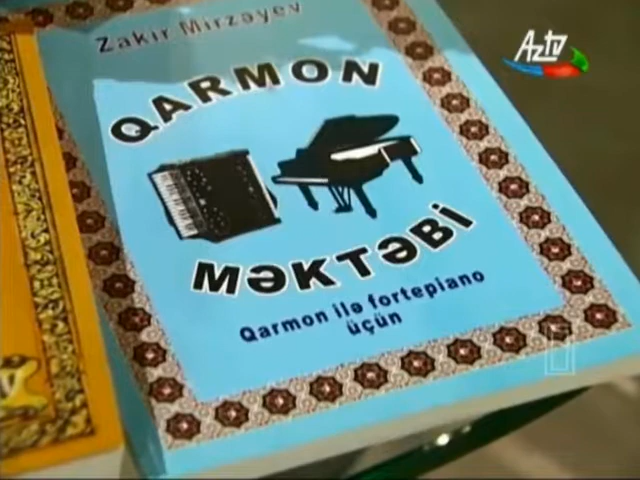 AzTV
Zakir Mirzəyev
QARMON
MƏKTƏBİ
Qarmon ilə fortepiano
üçün